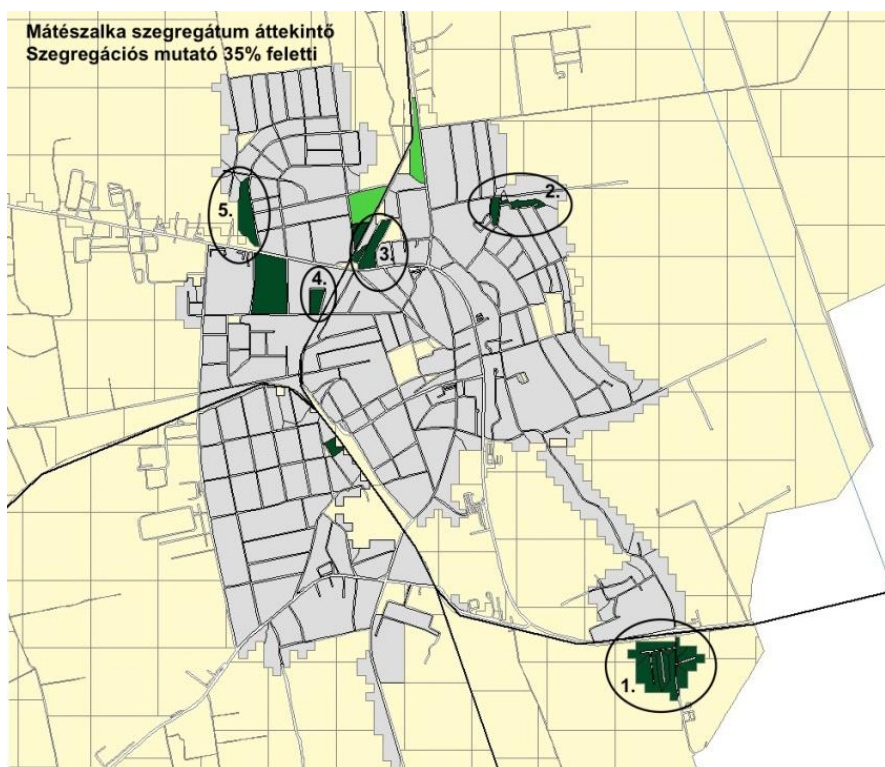 Mátészalka szegregátum áttekintő
Szegregációs mutató 35% feletti
5.
2.
3.
4.
1.